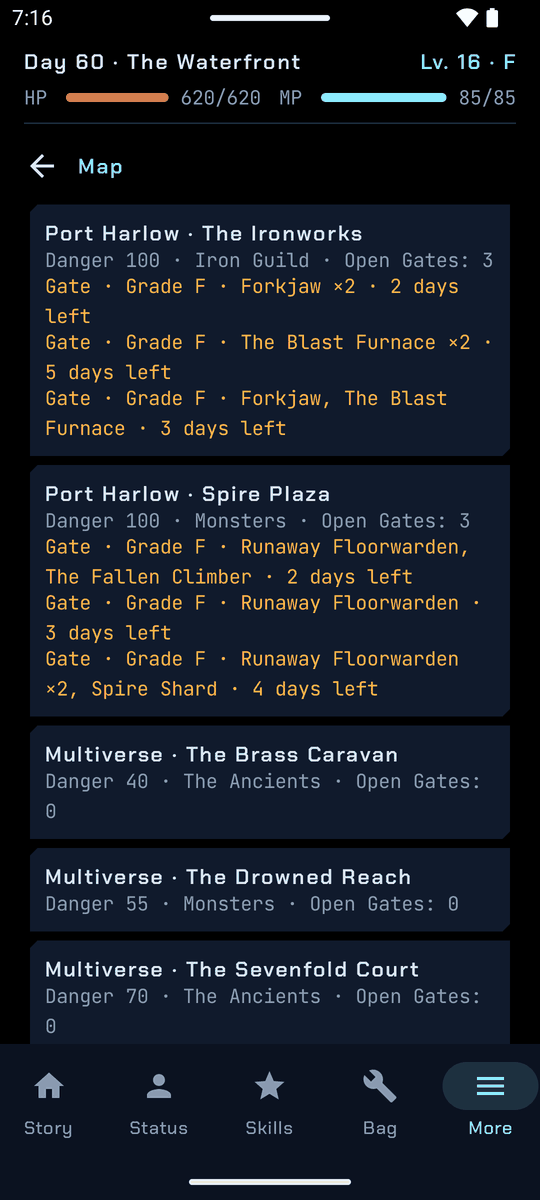 7:16
Day 60 · The Waterfront
Lv. 16 · F
HP 620/620 MP 85/85
Map
Port Harlow · The Ironworks
Danger 100 · Iron Guild · Open Gates: 3
Gate · Grade F · Forkjaw ×2 · 2 days
left
Gate · Grade F · The Blast Furnace ×2 ·
5 days left
Gate · Grade F · Forkjaw, The Blast
Furnace · 3 days left
Port Harlow · Spire Plaza
Danger 100 · Monsters · Open Gates: 3
Gate · Grade F · Runaway Floorwarden,
The Fallen Climber · 2 days left
Gate · Grade F · Runaway Floorwarden ·
3 days left
Gate · Grade F · Runaway Floorwarden
×2, Spire Shard · 4 days left
Multiverse · The Brass Caravan
Danger 40 · The Ancients · Open Gates:
0
Multiverse · The Drowned Reach
Danger 55 · Monsters · Open Gates: 0
Multiverse · The Sevenfold Court
Danger 70 · The Ancients · Open Gates:
0
Story
Status
Skills
Bag
More